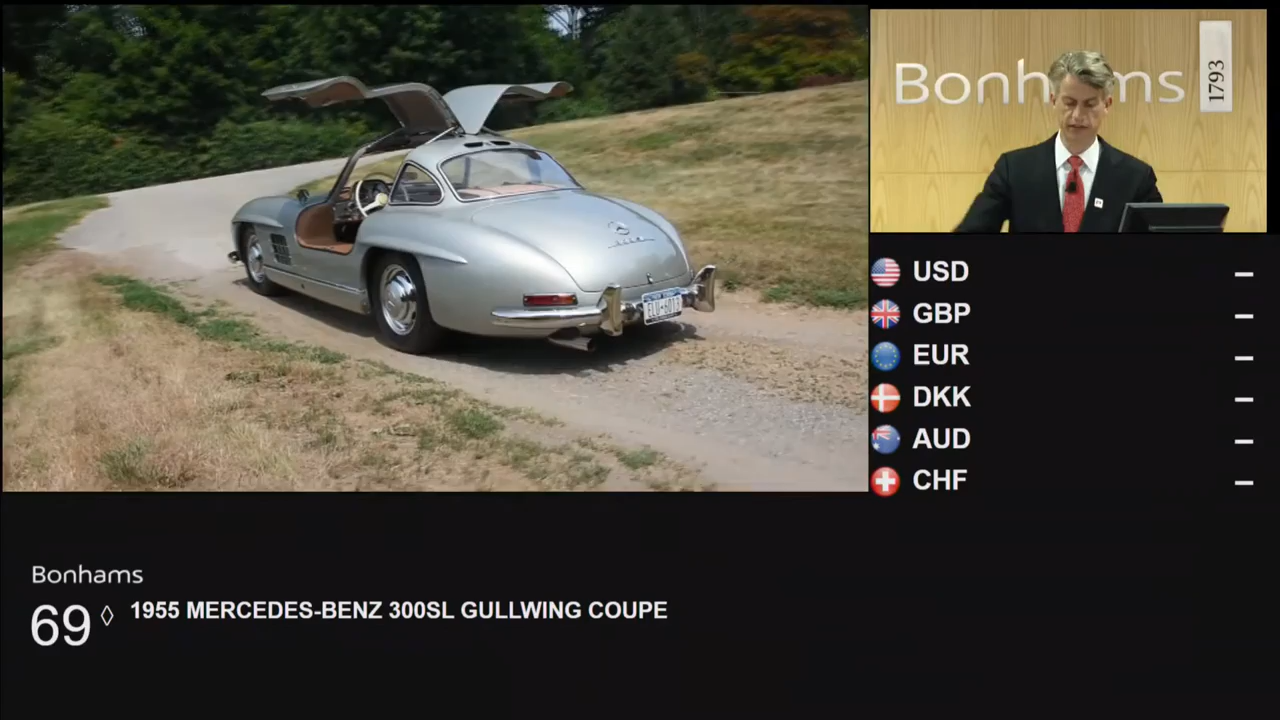 Bonhams
1793
USD –
GBP –
EUR –
DKK –
AUD –
CHF –
Bonhams
69 ◊ 1955 MERCEDES-BENZ 300SL GULLWING COUPE